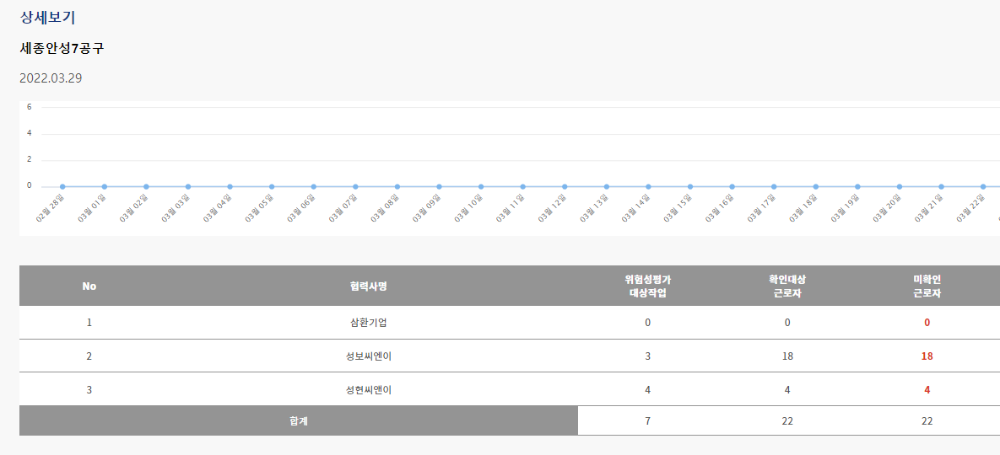 상세보기
세종안성7공구
2022.03.29
6
4
2
0
02월 28일 03월 01일 03월 02일 03월 03일 03월 04일 03월 05일 03월 06일 03월 07일 03월 08일 03월 09일 03월 10일 03월 11일 03월 12일 03월 13일 03월 14일 03월 15일 03월 16일 03월 17일 03월 18일 03월 19일 03월 20일 03월 21일 03월 22일
No 협력사명 위험성평가 대상작업 확인대상 근로자 미확인 근로자
1 삼환기업 0 0 0
2 성보씨엔이 3 18 18
3 성현씨앤이 4 4 4
합계 7 22 22